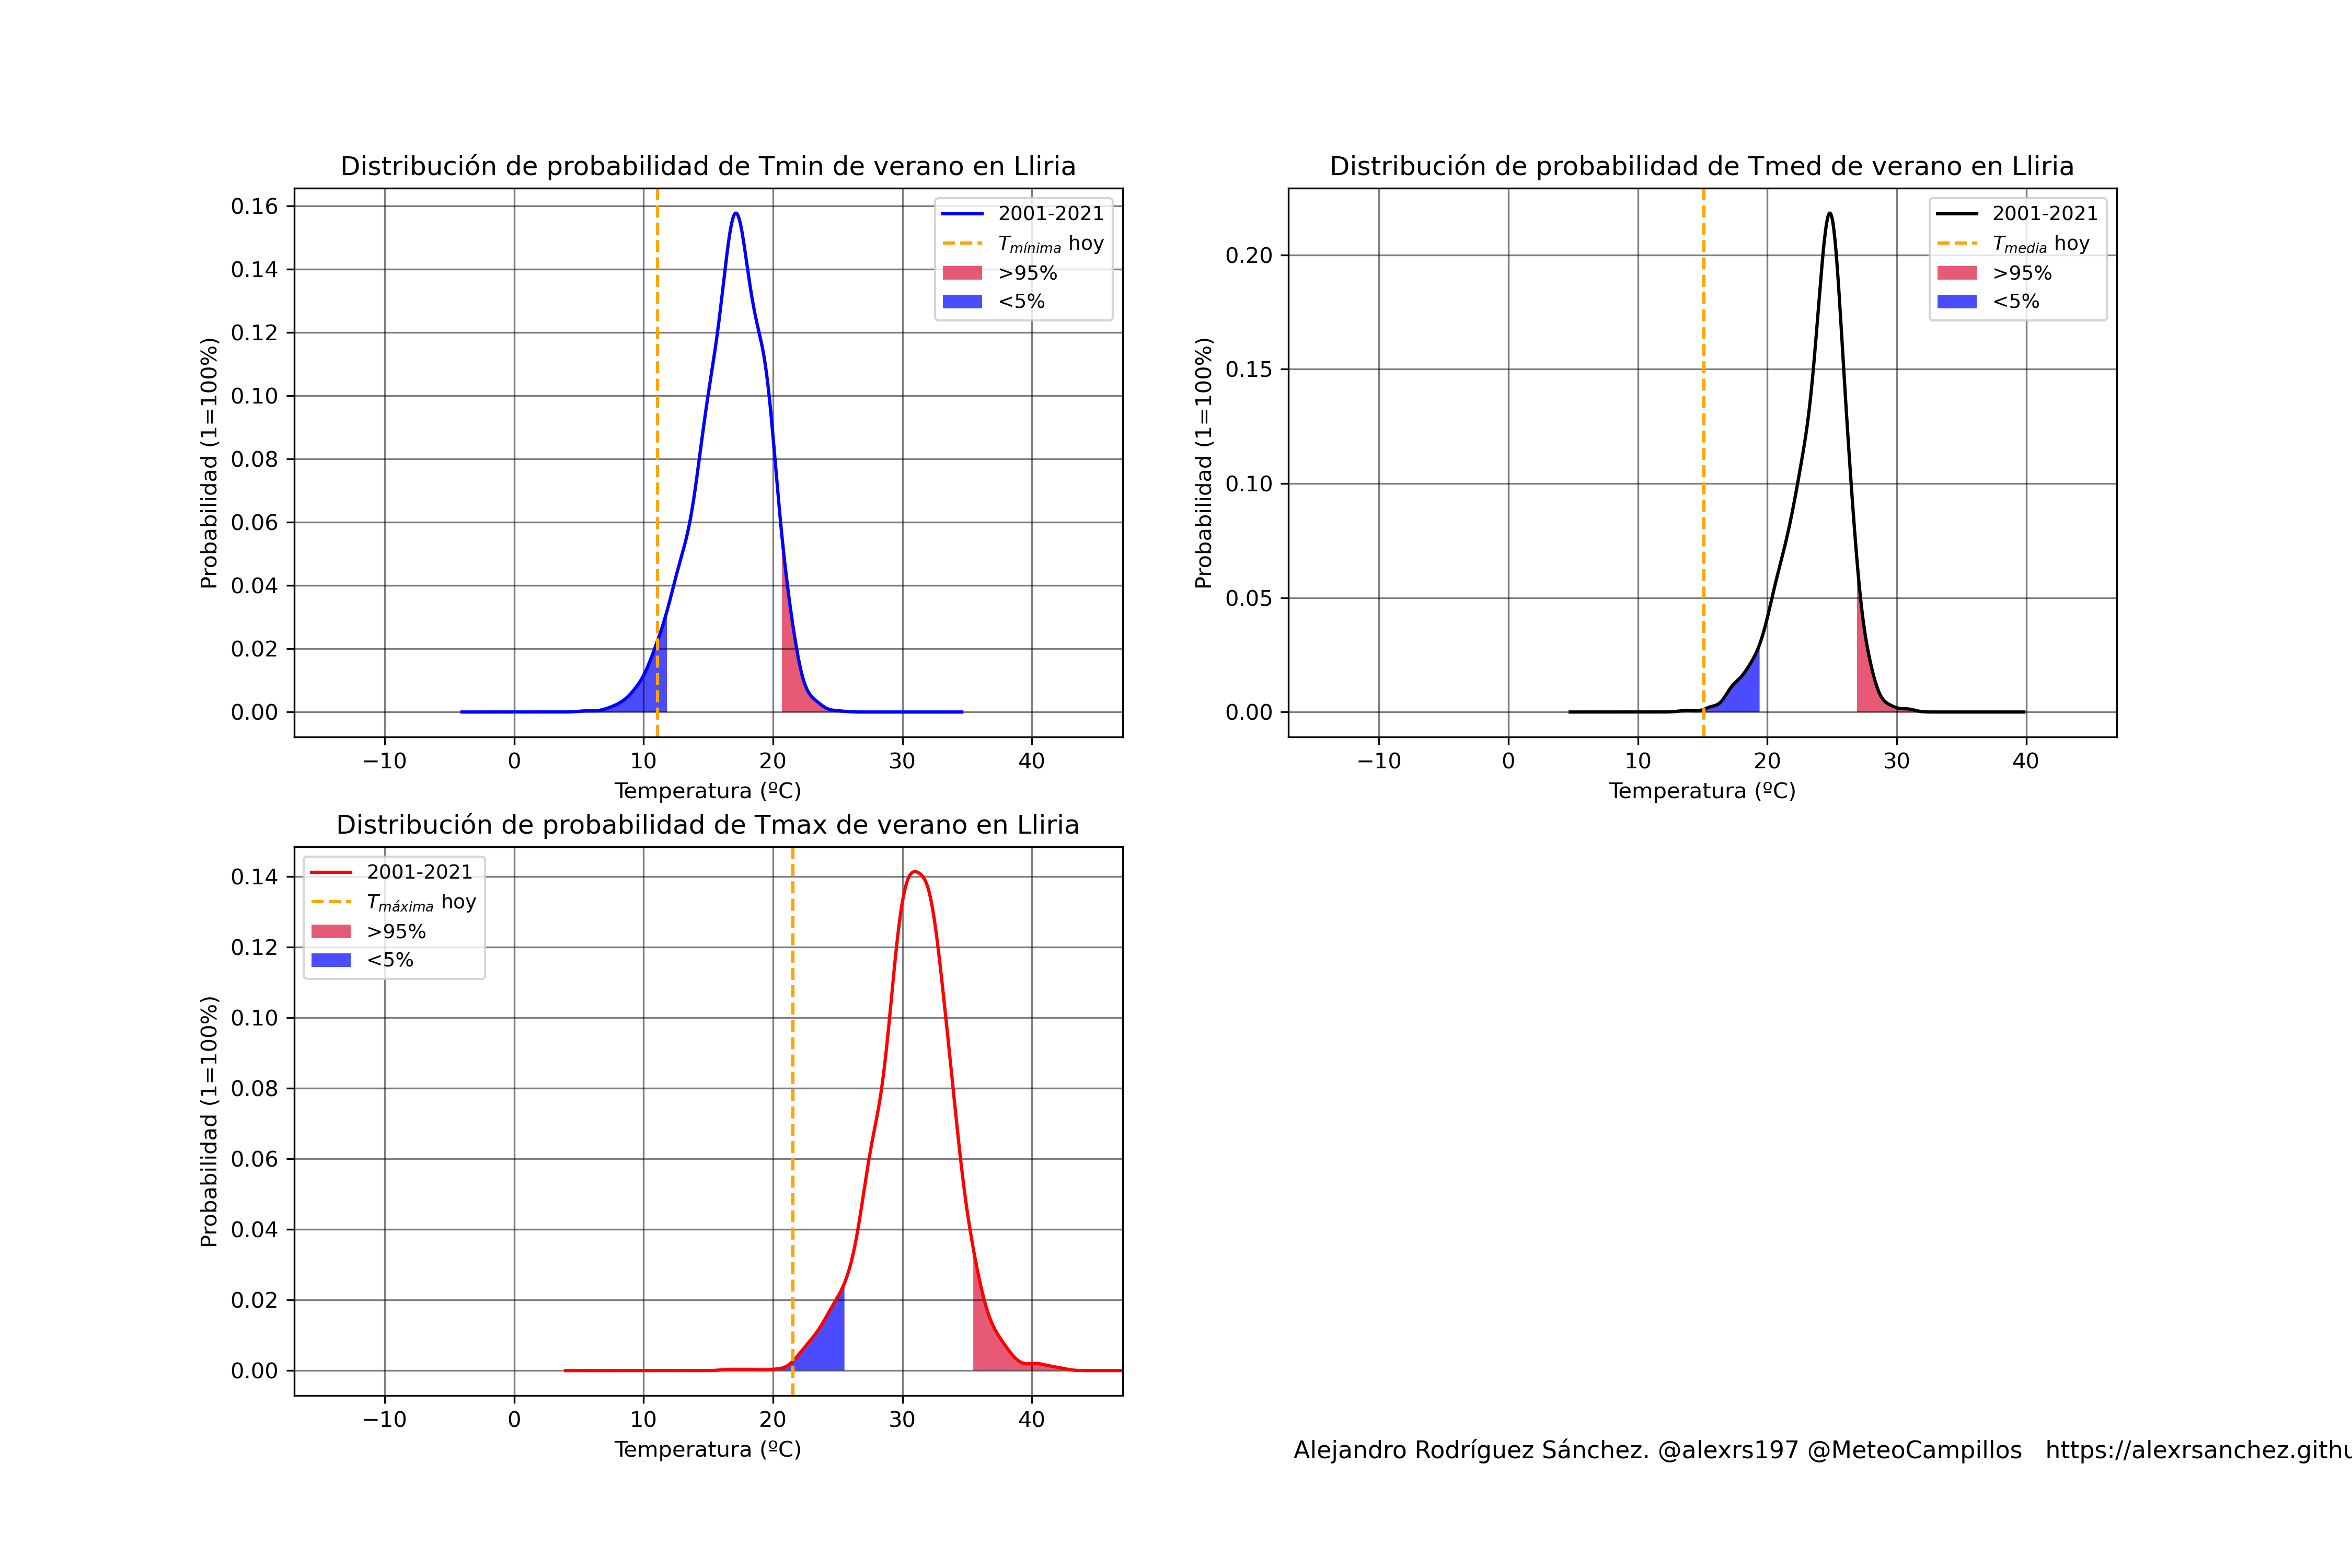 Distribución de probabilidad de Tmin de verano en Lliria
Probabilidad (1=100%)
0.16
0.14
0.12
0.10
0.08
0.06
0.04
0.02
0.00
2001-2021
Tmínima hoy
>95%
<5%
−10 0 10 20 30 40
Temperatura (ºC)
Distribución de probabilidad de Tmed de verano en Lliria
Probabilidad (1=100%)
0.20
0.15
0.10
0.05
0.00
2001-2021
Tmedia hoy
>95%
<5%
−10 0 10 20 30 40
Temperatura (ºC)
Distribución de probabilidad de Tmax de verano en Lliria
Probabilidad (1=100%)
0.14
0.12
0.10
0.08
0.06
0.04
0.02
0.00
2001-2021
Tmáxima hoy
>95%
<5%
−10 0 10 20 30 40
Temperatura (ºC)
Alejandro Rodríguez Sánchez. @alexrs197 @MeteoCampillos https://alexrsanchez.githu